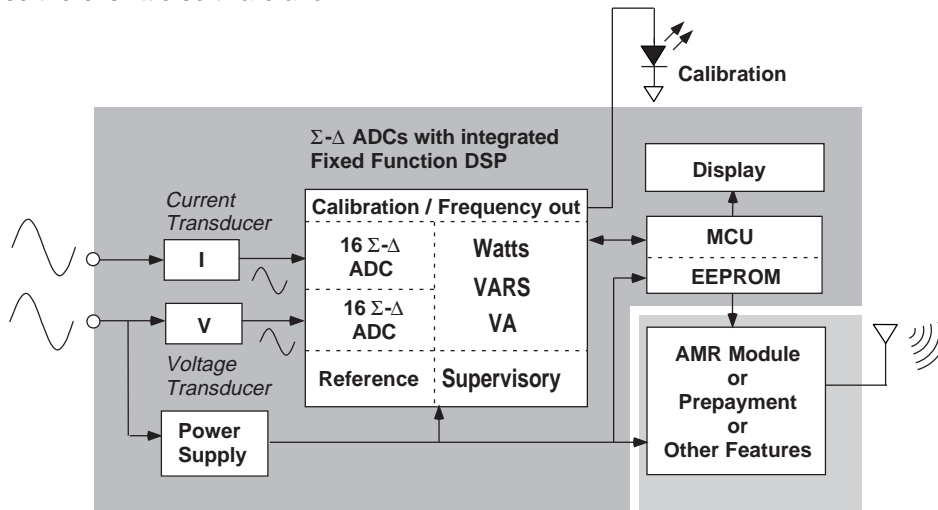 Calibration
Σ-Δ ADCs with integrated
Fixed Function DSP
Display
Current
Transducer
Calibration / Frequency out
I
16 Σ-Δ
ADC
Watts
VARS
VA
MCU
EEPROM
V
16 Σ-Δ
ADC
Voltage
Transducer
Reference
Supervisory
AMR Module
or
Prepayment
or
Other Features
Power
Supply